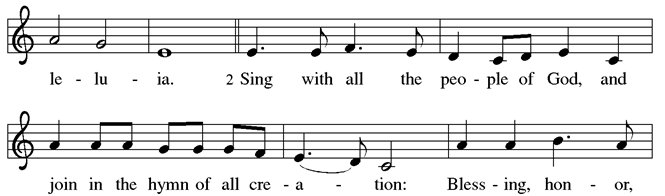 le - lu - ia. 2 Sing with all the peo - ple of God, and
join in the hymn of all cre - a - tion: Bless - ing, hon - or,